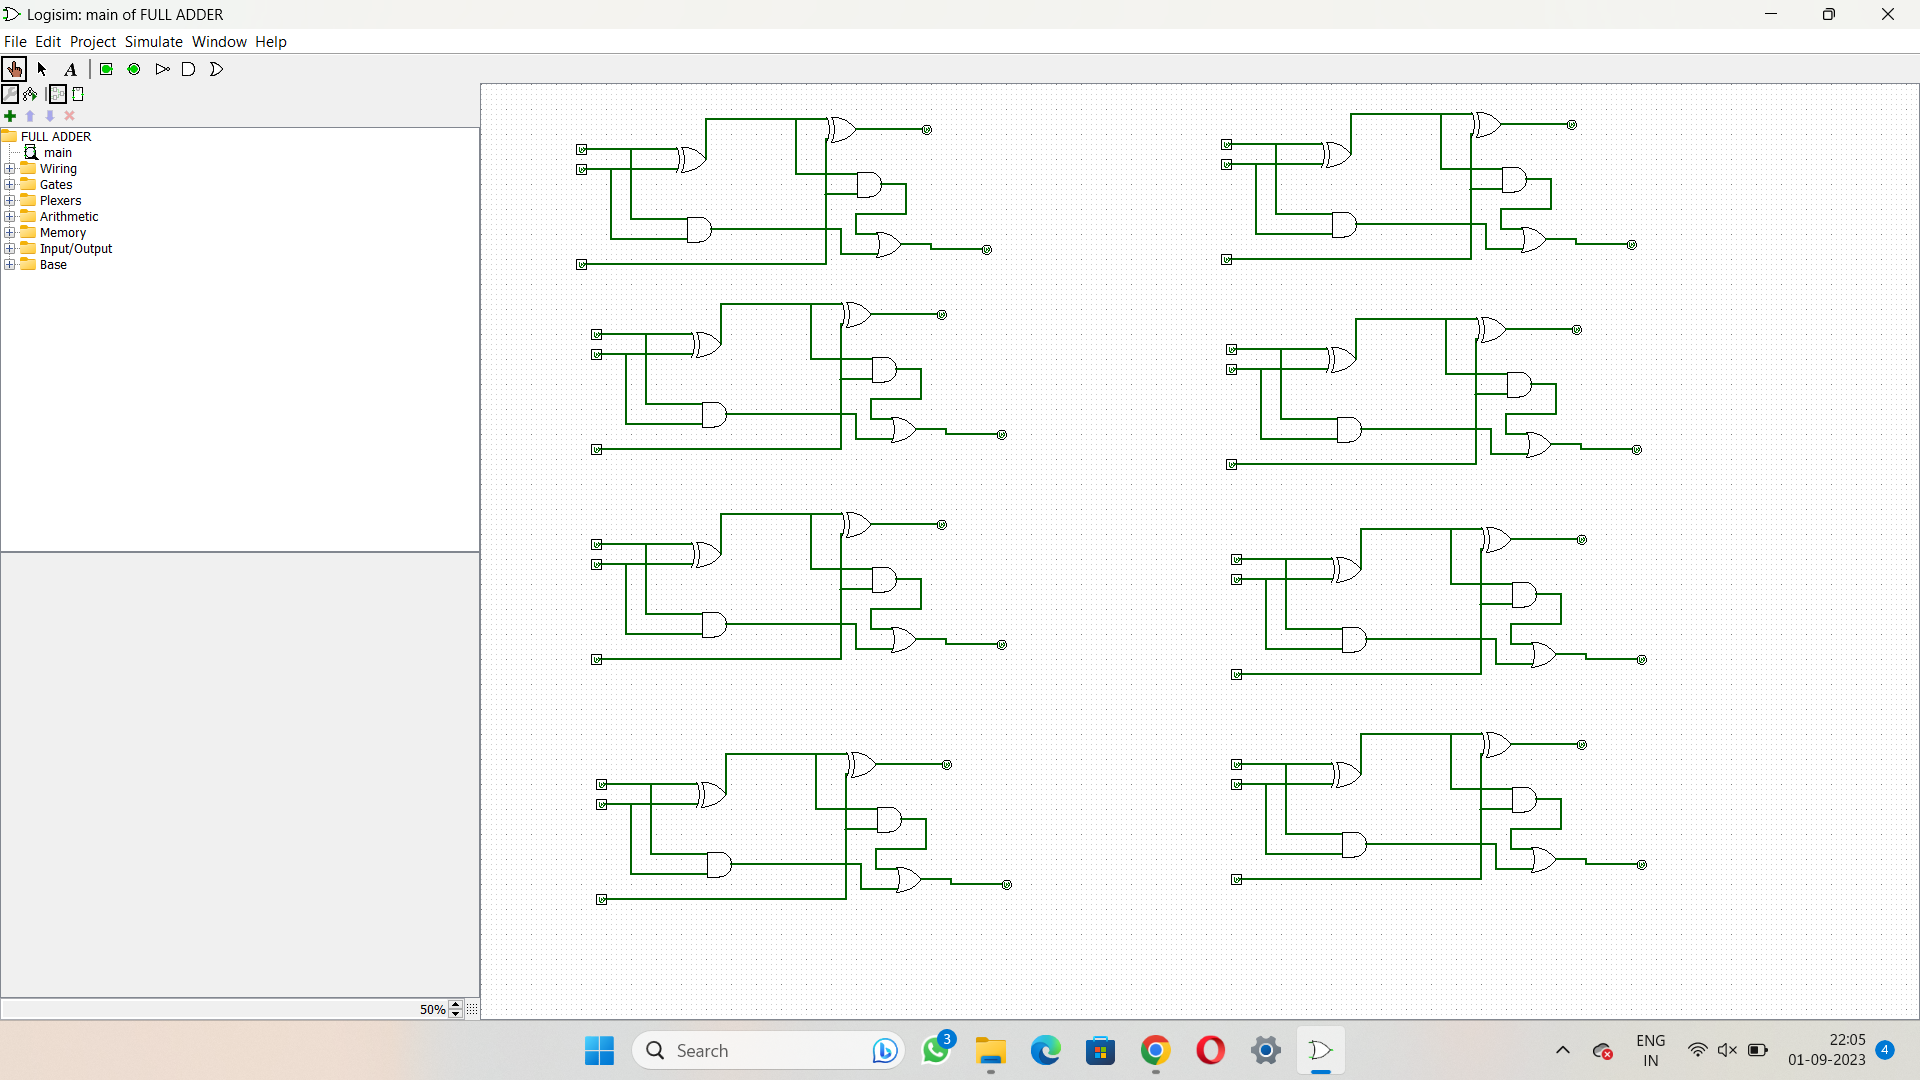 Logisim: main of FULL ADDER
File Edit Project Simulate Window Help
A
FULL ADDER
main
Wiring
Gates
Plexers
Arithmetic
Memory
Input/Output
Base
50%
Search
3
ENG
IN
22:05
01-09-2023
4